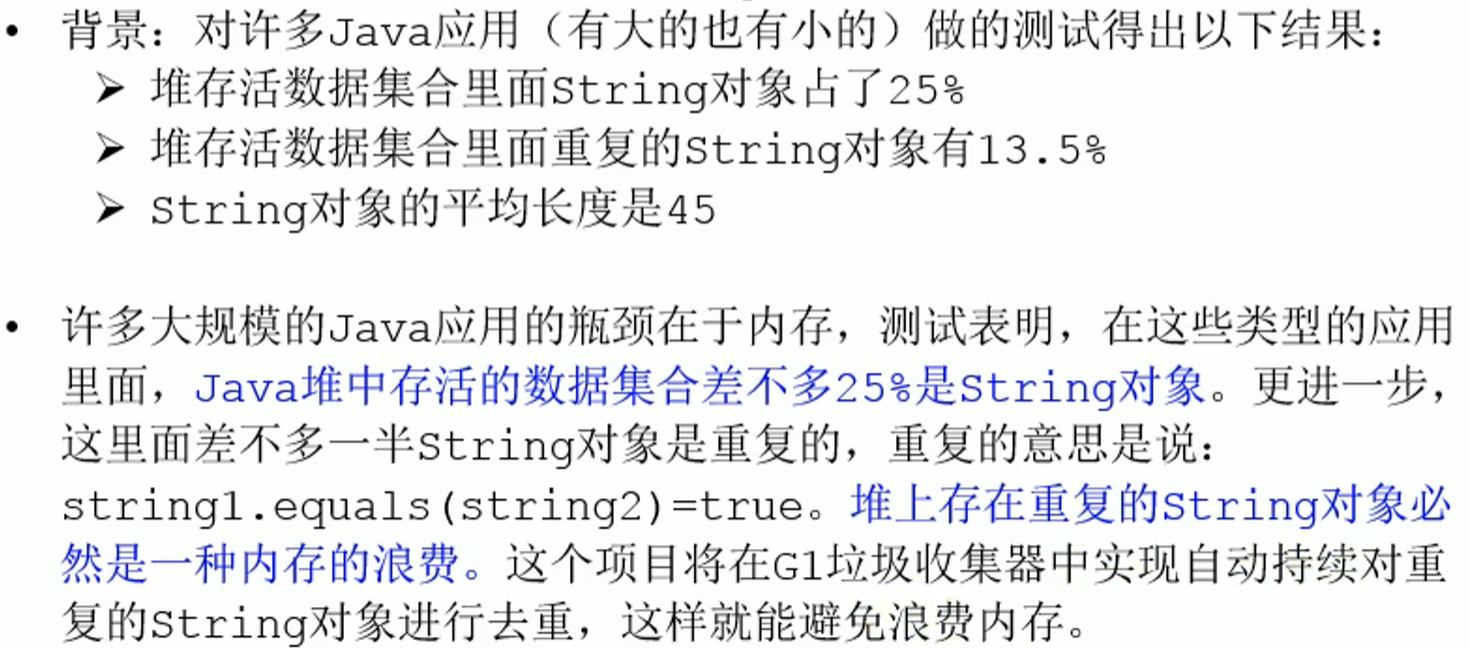 • 背景：对许多Java应用（有大的也有小的）做的测试得出以下结果：
➢ 堆存活数据集合里面String对象占了25%
➢ 堆存活数据集合里面重复的String对象有13.5%
➢ String对象的平均长度是45
• 许多大规模的Java应用的瓶颈在于内存，测试表明，在这些类型的应用
里面，Java堆中存活的数据集合差不多25%是String对象。更进一步，
这里面差不多一半String对象是重复的，重复的意思是说：
string1.equals(string2)=true。堆上存在重复的String对象必
然是一种内存的浪费。这个项目将在G1垃圾收集器中实现自动持续对重
复的String对象进行去重，这样就能避免浪费内存。